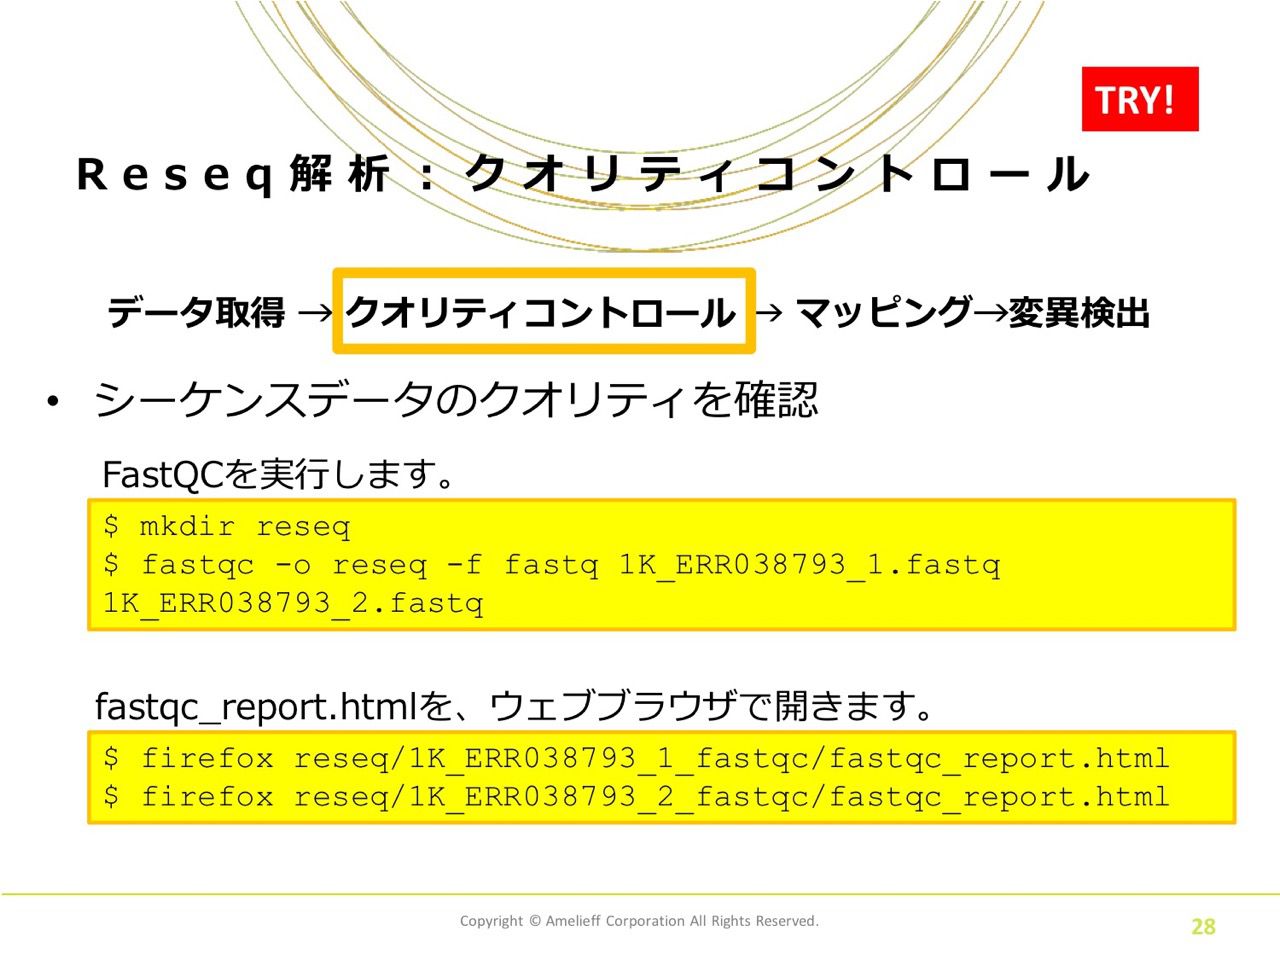 TRY!
Reseq解析：クオリティコントロール
データ取得 → クオリティコントロール → マッピング→変異検出
• シーケンスデータのクオリティを確認
FastQCを実行します。
$ mkdir reseq
$ fastqc -o reseq -f fastq 1K_ERR038793_1.fastq
1K_ERR038793_2.fastq
fastqc_report.htmlを、ウェブブラウザで開きます。
$ firefox reseq/1K_ERR038793_1_fastqc/fastqc_report.html
$ firefox reseq/1K_ERR038793_2_fastqc/fastqc_report.html
Copyright © Amelieff Corporation All Rights Reserved.
28